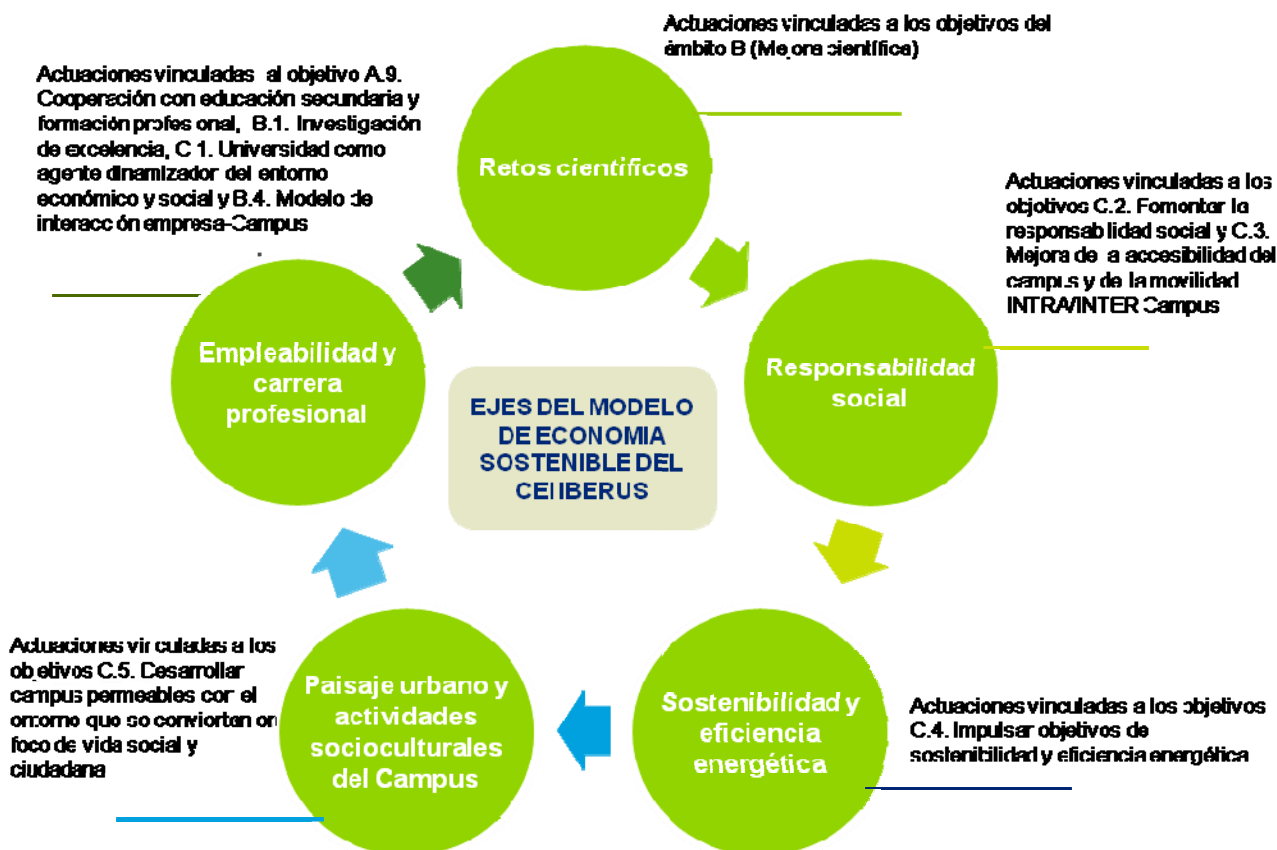 Actuaciones vinculadas a los objetivos del
ámbito B (Mejora científica)
Actuaciones vinculadas al objetivo A.9.
Cooperación con educación secundaria y
formación profesional, B.1. Investigación
de excelencia, C 1. Universidad como
agente dinamizador del entorno
económico y social y B.4. Modelo de
interacción empresa-Campus
Retos científicos
Actuaciones vinculadas a los
objetivos C.2. Fomentar la
responsabilidad social y C.3.
Mejora de la accesibilidad del
campus y de la movilidad
INTRA/INTER Campus
Empleabilidad y
carrera
profesional
Responsabilidad
social
EJES DEL MODELO
DE ECONOMIA
SOSTENIBLE DEL
CEI IBERUS
Actuaciones vinculadas a los
objetivos C.5. Desarrollar
campus permeables con el
entorno que se conviertan en
foco de vida social y
ciudadana
Paisaje urbano y
actividades
socioculturales
del Campus
Sostenibilidad y
eficiencia
energética
Actuaciones vinculadas a los objetivos
C.4. Impulsar objetivos de
sostenibilidad y eficiencia energética